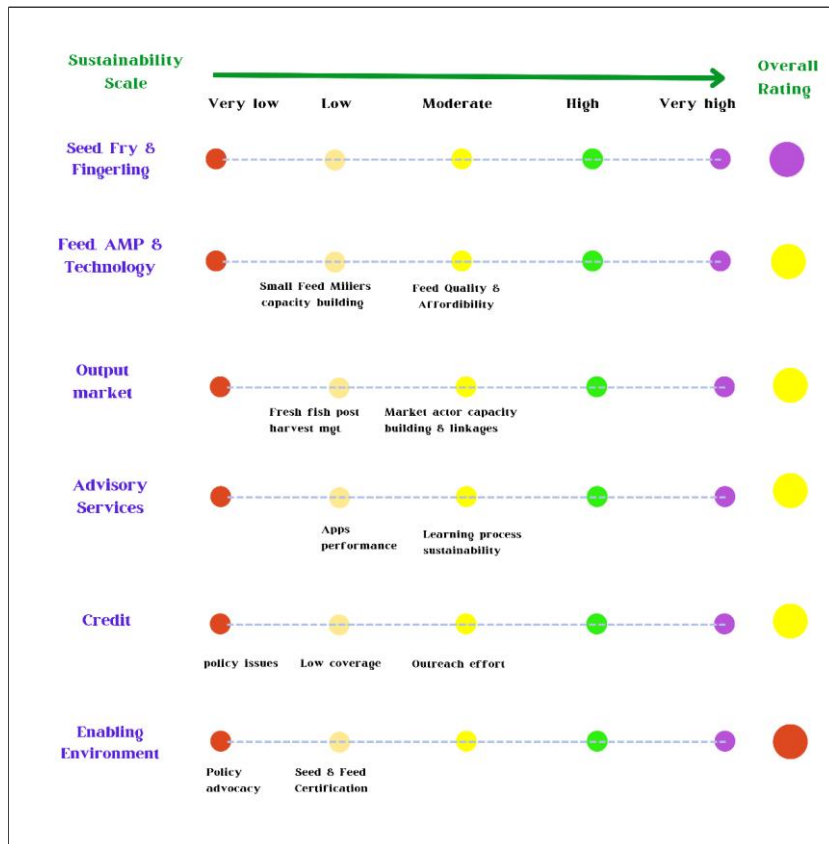 Sustainability
Scale
Overall
Rating
Very low Low Moderate High Very high
Seed Fry &
Fingerling
Feed AMP &
Technology
Small Feed Millers
capacity building
Feed Quality &
Affordibility
Output
market
Fresh fish post
harvest mgt
Market actor capacity
building & linkages
Advisory
Services
Apps
performance
Learning process
sustainability
Credit
policy issues
Low coverage
Outreach effort
Enabling
Environment
Policy
advocacy
Seed & Feed
Certification